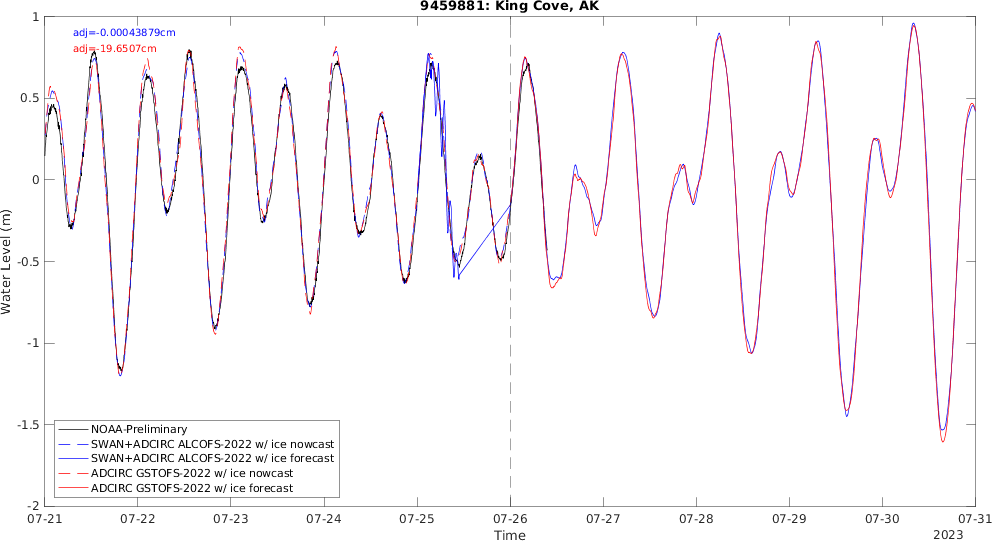 9459881: King Cove, AK
adj=-0.00043879cm
adj=-19.6507cm
1
0.5
0
-0.5
-1
-1.5
-2
Water Level (m)
NOAA-Preliminary
SWAN+ADCIRC ALCOFS-2022 w/ ice nowcast
SWAN+ADCIRC ALCOFS-2022 w/ ice forecast
ADCIRC GSTOFS-2022 w/ ice nowcast
ADCIRC GSTOFS-2022 w/ ice forecast
07-21 07-22 07-23 07-24 07-25 07-26 07-27 07-28 07-29 07-30 07-31
Time
2023